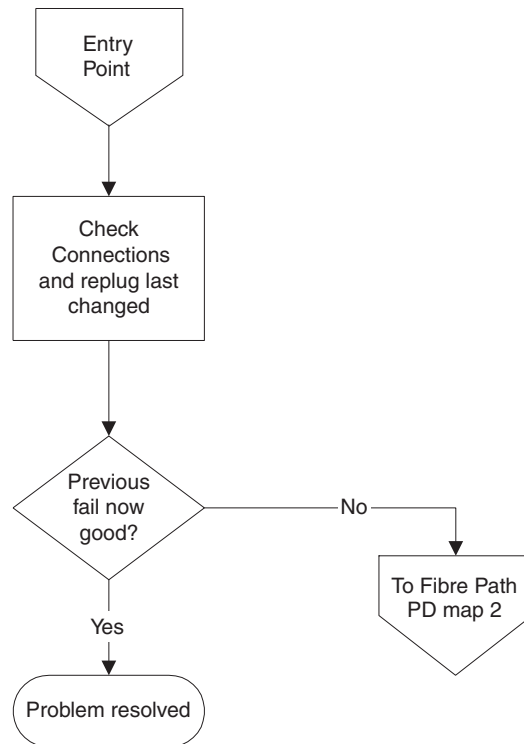 Entry
Point
Check
Connections
and replug last
changed
Previous
fail now
good?
No
To Fibre Path
PD map 2
Yes
Problem resolved